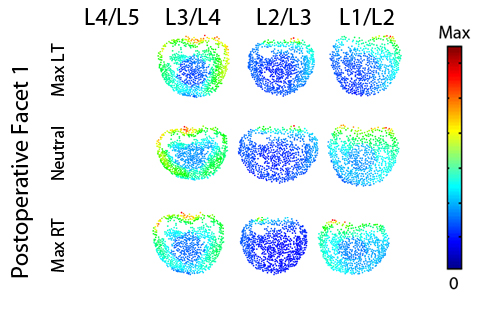 L4/L5 L3/L4 L2/L3 L1/L2
Max
Max LT
Neutral
Max RT
Postoperative Facet 1
0